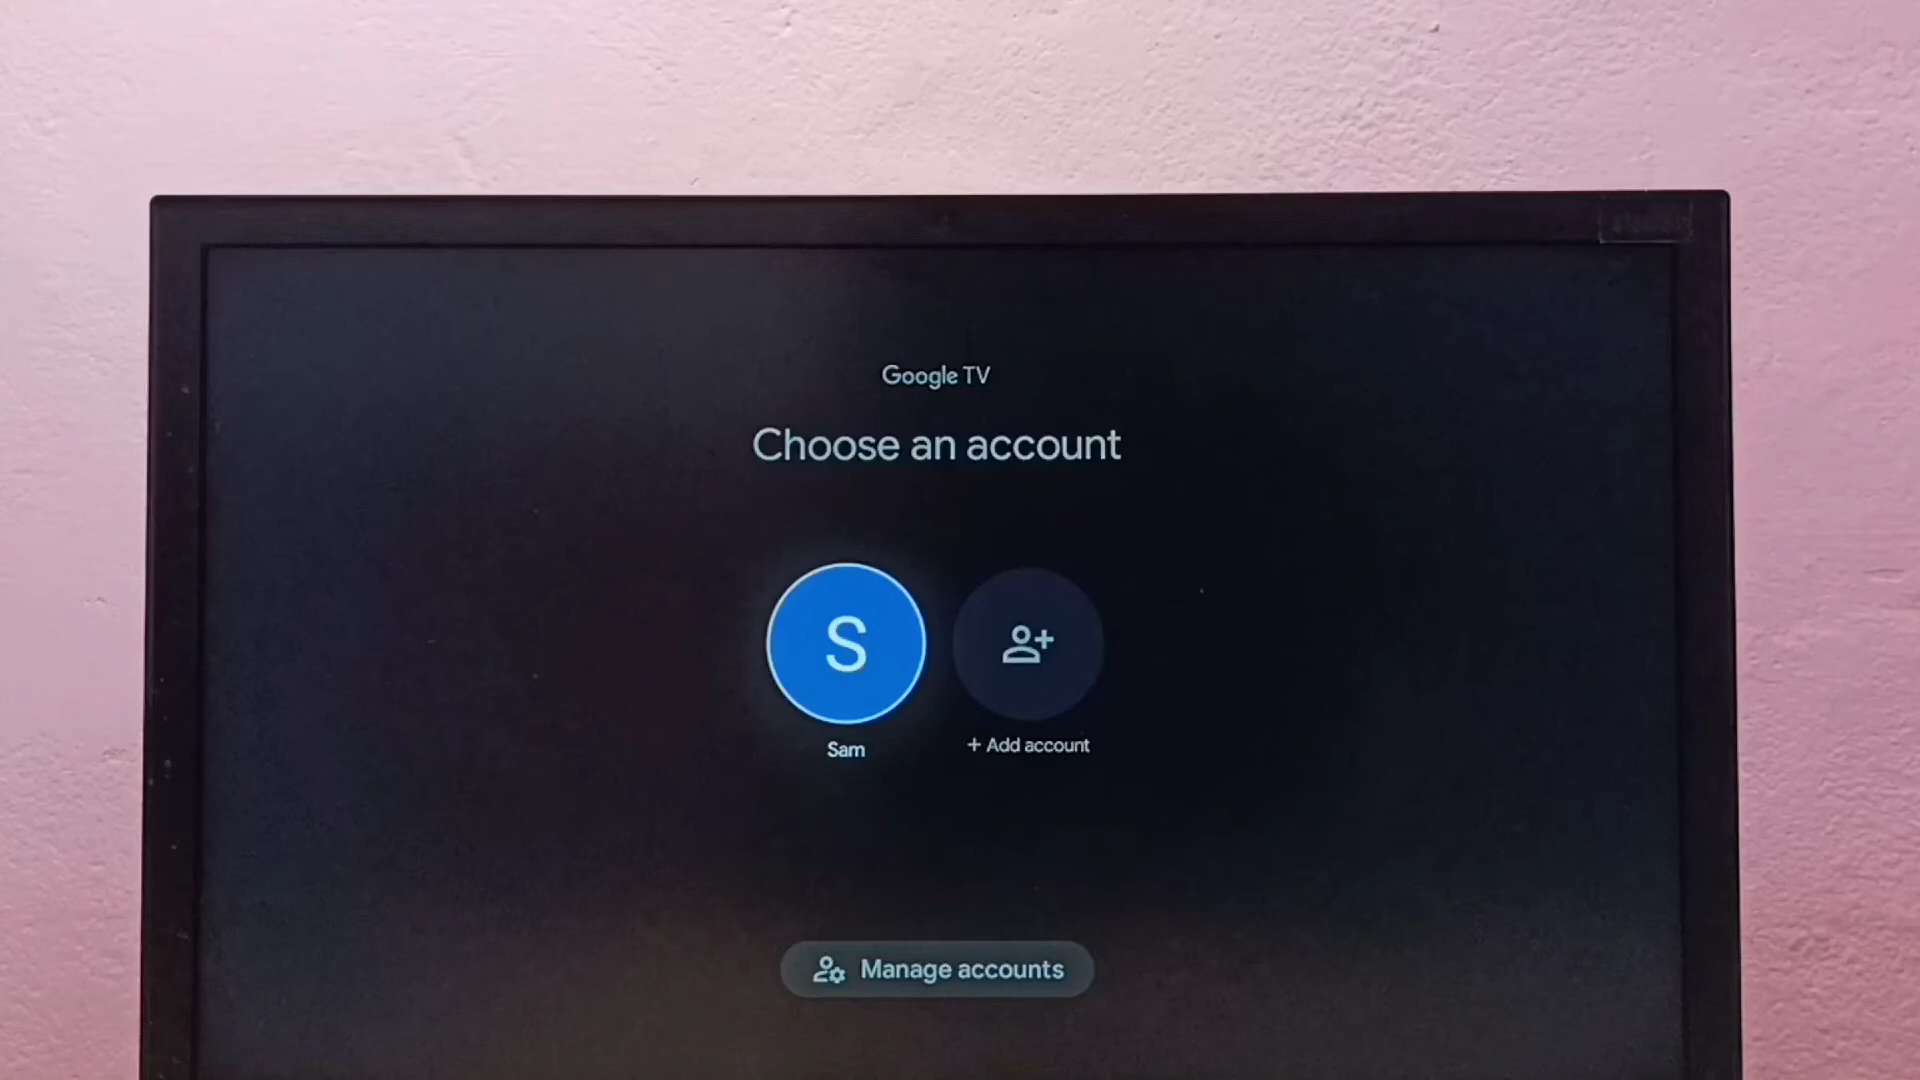 Google TV
Choose an account
S
Sam
+ Add account
Manage accounts